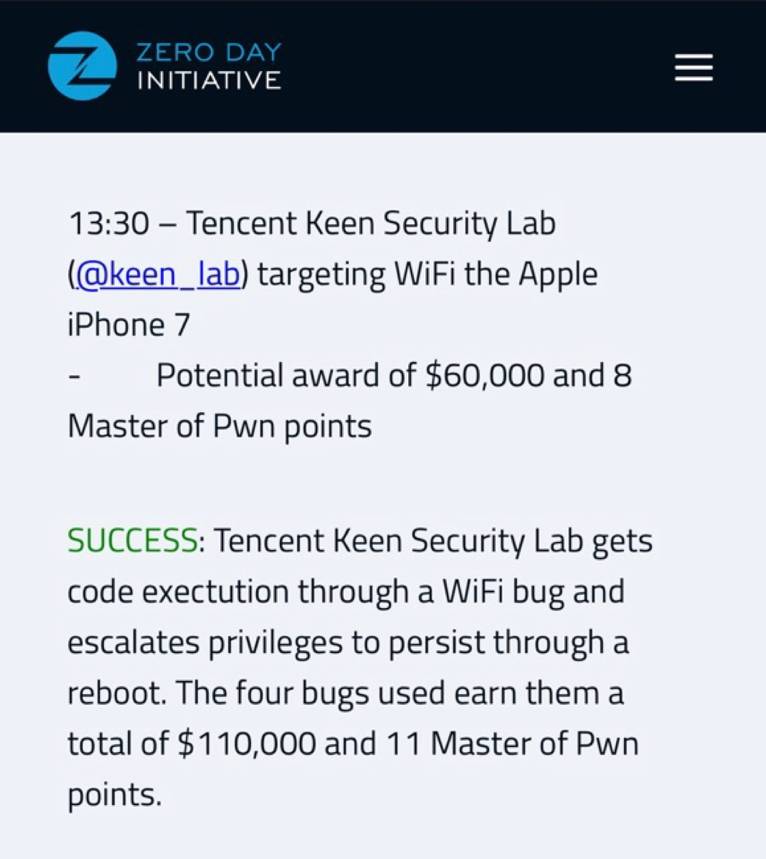 ZERO DAY
INITIATIVE
13:30 – Tencent Keen Security Lab
(@keen_lab) targeting WiFi the Apple
iPhone 7
- Potential award of $60,000 and 8
Master of Pwn points
SUCCESS: Tencent Keen Security Lab gets
code exectution through a WiFi bug and
escalates privileges to persist through a
reboot. The four bugs used earn them a
total of $110,000 and 11 Master of Pwn
points.